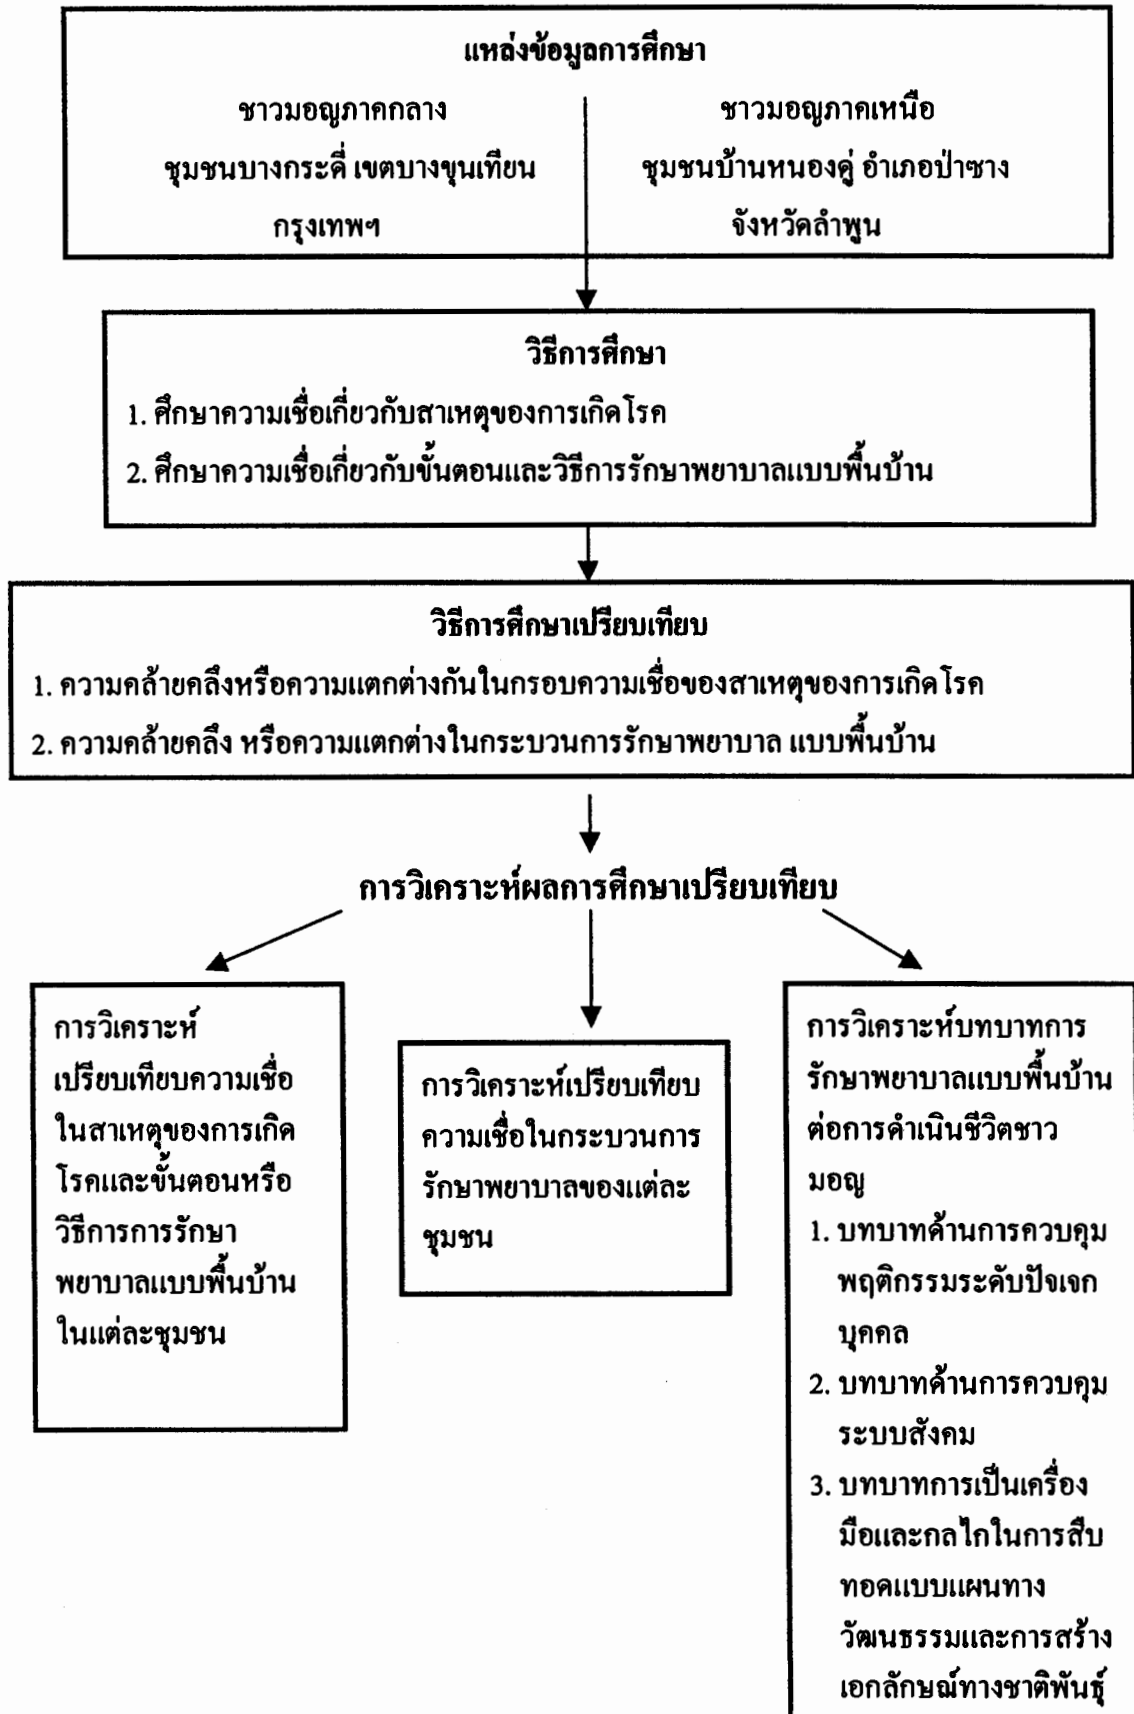 แหล่งข้อมูลการศึกษา
ชาวมอญภาคกลาง
ชุมชนบางกระดี่ เขตบางขุนเทียน
กรุงเทพฯ
ชาวมอญภาคเหนือ
ชุมชนบ้านหนองคู่ อำเภอป่าซาง
จังหวัดลำพูน
วิธีการศึกษา
1. ศึกษาความเชื่อเกี่ยวกับสาเหตุของการเกิดโรค
2. ศึกษาความเชื่อเกี่ยวกับขั้นตอนและวิธีการรักษาพยาบาลแบบพื้นบ้าน
วิธีการศึกษาเปรียบเทียบ
1. ความคล้ายคลึงหรือความแตกต่างกันในกรอบความเชื่อของสาเหตุของการเกิดโรค
2. ความคล้ายคลึง หรือความแตกต่างในกระบวนการรักษาพยาบาล แบบพื้นบ้าน
การวิเคราะห์ผลการศึกษาเปรียบเทียบ
การวิเคราะห์
เปรียบเทียบความเชื่อ
ในสาเหตุของการเกิด
โรคและขั้นตอนหรือ
วิธีการการรักษา
พยาบาลแบบพื้นบ้าน
ในแต่ละชุมชน
การวิเคราะห์เปรียบเทียบ
ความเชื่อในกระบวนการ
รักษาพยาบาลของแต่ละ
ชุมชน
การวิเคราะห์บทบาทการ
รักษาพยาบาลแบบพื้นบ้าน
ต่อการดำเนินชีวิตชาว
มอญ
1. บทบาทด้านการควบคุม
พฤติกรรมระดับปัจเจก
บุคคล
2. บทบาทด้านการควบคุม
ระบบสังคม
3. บทบาทการเป็นเครื่อง
มือและกลไกในการสืบ
ทอดแบบแผนทาง
วัฒนธรรมและการสร้าง
เอกลักษณ์ทางชาติพันธุ์